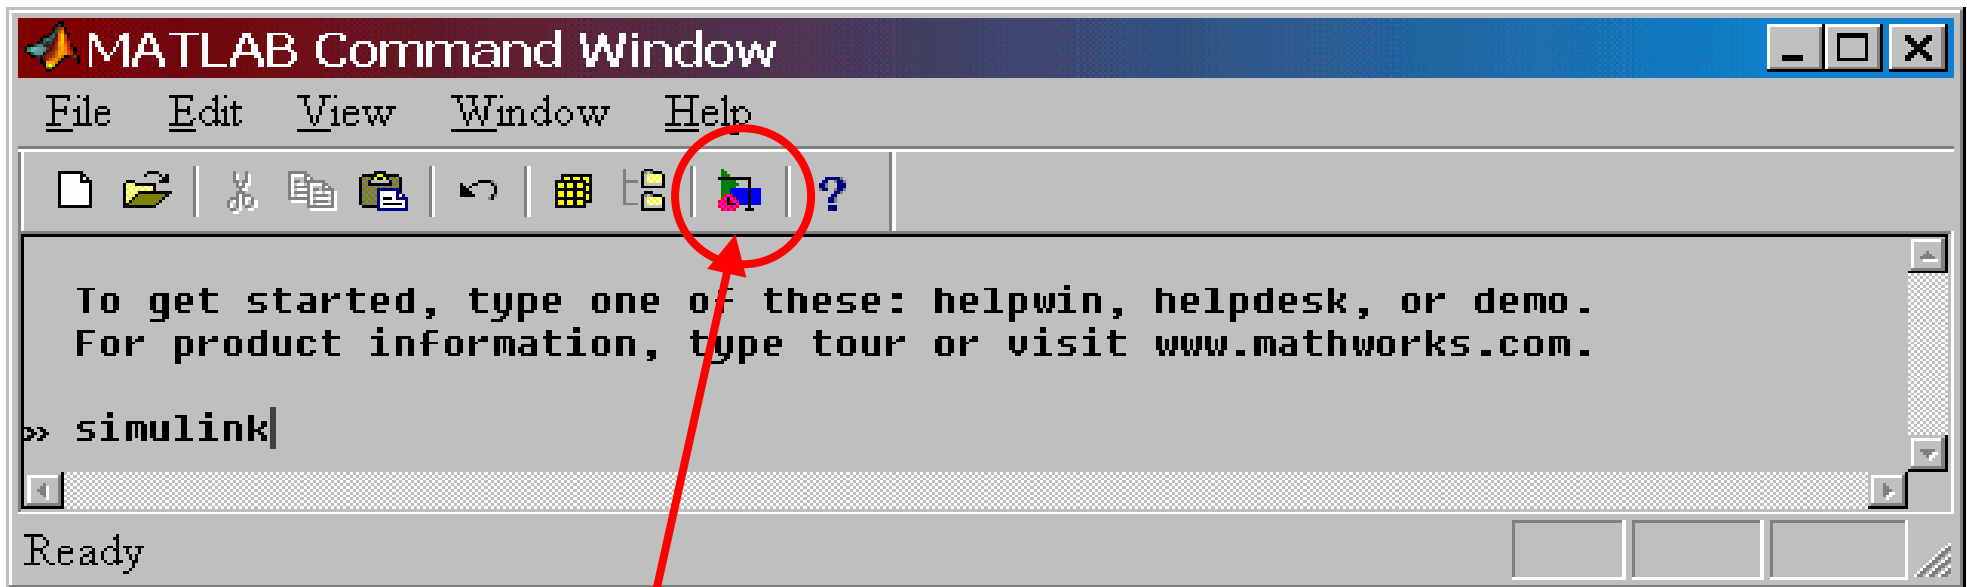 MATLAB Command Window
File Edit View Window Help
?
To get started, type one of these: helpwin, helpdesk, or demo.
For product information, type tour or visit www.mathworks.com.
» simulink
Ready